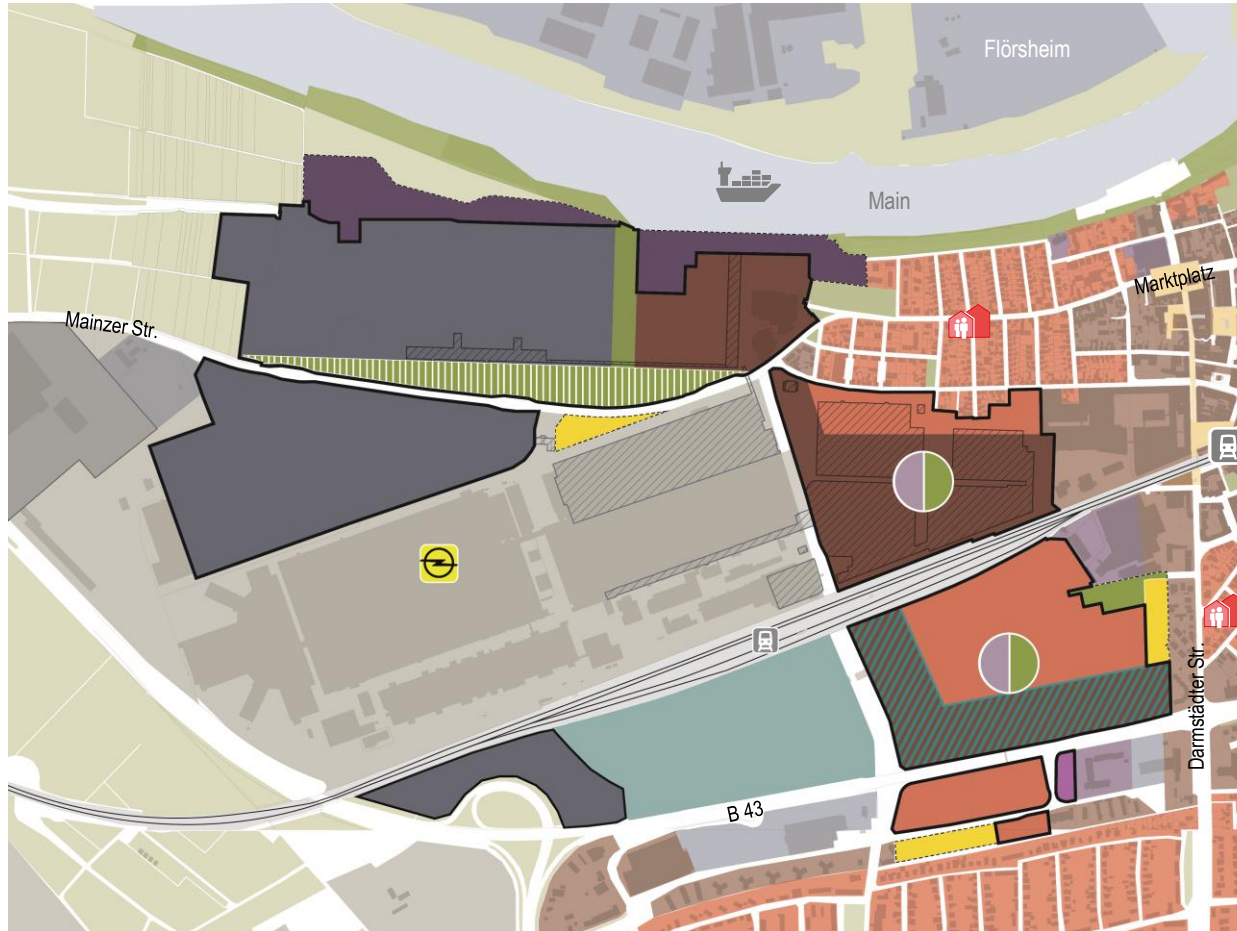 Flörsheim
Main
Marktplatz
Mainzer Str.
Darmstädter Str.
B 43